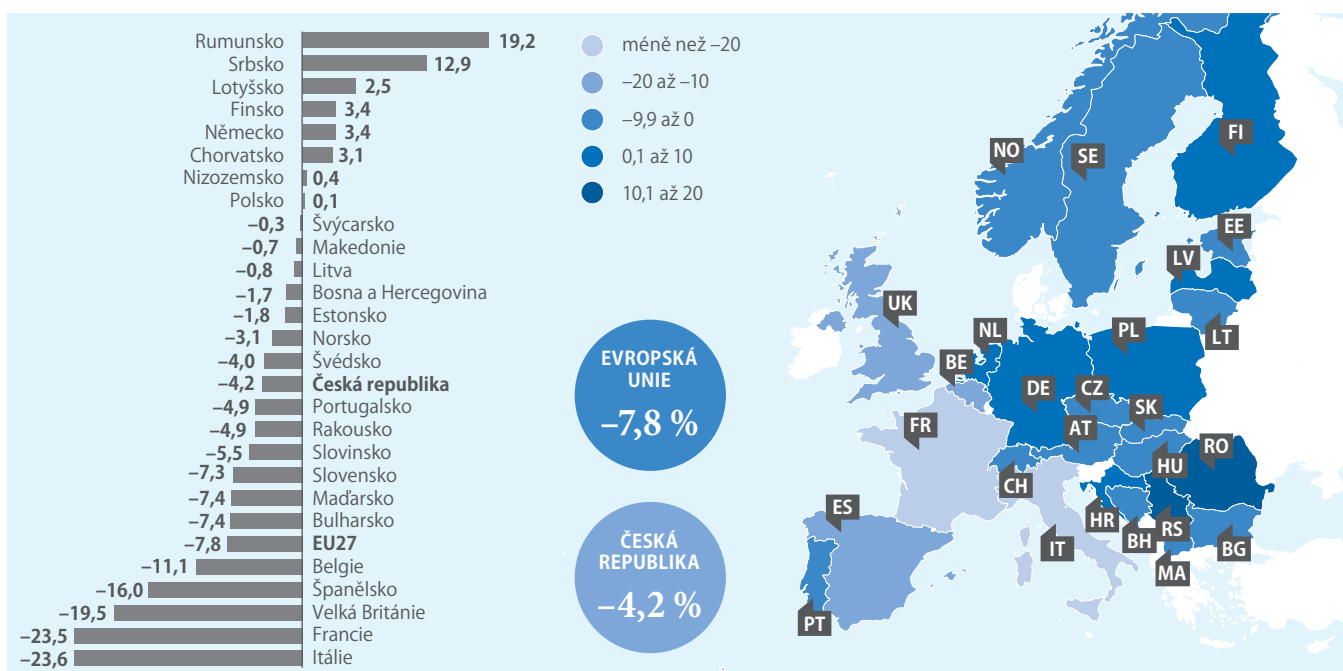 Rumunsko 19,2
Srbsko 12,9
Lotyšsko 2,5
Finsko 3,4
Německo 3,4
Chorvatsko 3,1
Nizozemsko 0,4
Polsko 0,1
–0,3 Švýcarsko
–0,7 Makedonie
–0,8 Litva
–1,7 Bosna a Hercegovina
–1,8 Estonsko
–3,1 Norsko
–4,0 Švédsko
–4,2 Česká republika
–4,9 Portugalsko
–4,9 Rakousko
–5,5 Slovinsko
–7,3 Slovensko
–7,4 Maďarsko
–7,4 Bulharsko
–7,8 EU27
–11,1 Belgie
–16,0 Španělsko
–19,5 Velká Británie
–23,5 Francie
–23,6 Itálie
méně než –20
–20 až –10
–9,9 až 0
0,1 až 10
10,1 až 20
EVROPSKÁ
UNIE
–7,8 %
ČESKÁ
REPUBLIKA
–4,2 %
FI
NO
SE
EE
LV
UK
LT
NL
PL
BE
DE
CZ
SK
FR
AT
RO
HU
CH
ES
HR
RS
BH
IT
BG
MA
PT